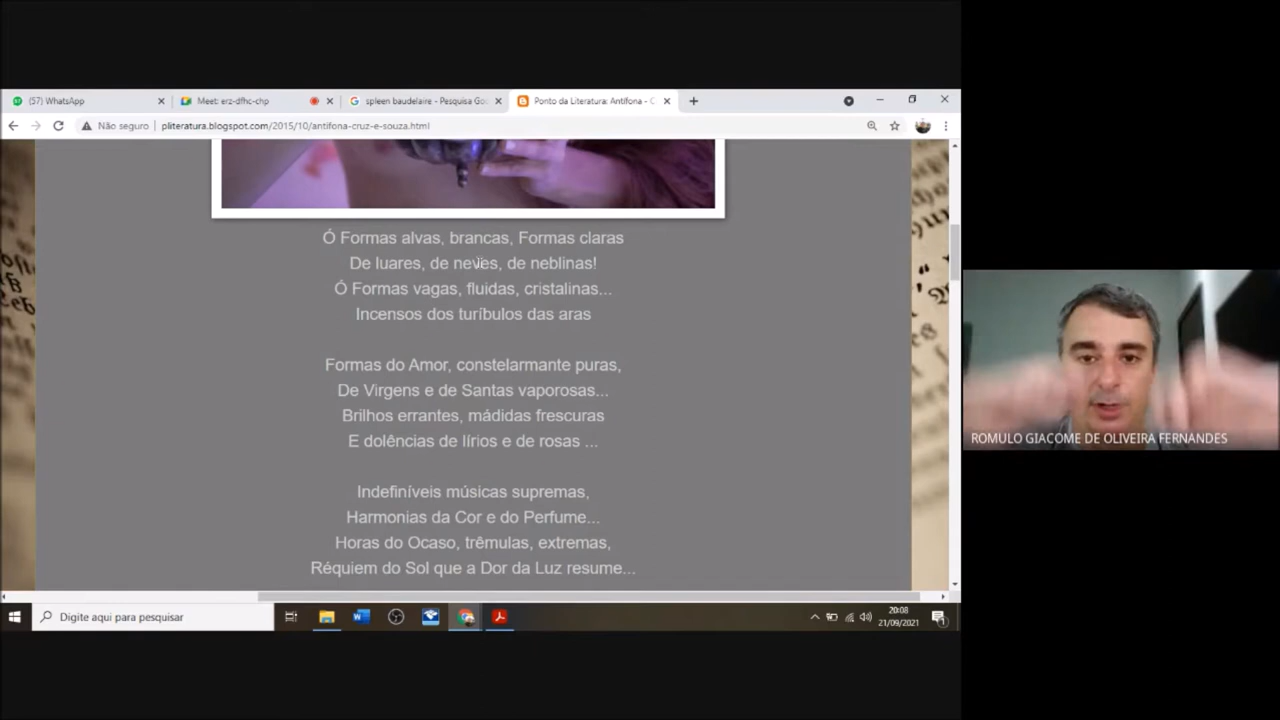 (57) WhatsApp
Meet: erz-dfhc-chp
spleen baudelaire - Pesquisa Go
Ponto da Literatura: Antífona - C
Não seguro
pliteratura.blogspot.com/2015/10/antifona-cruz-e-souza.html
Ó Formas alvas, brancas, Formas claras
De luares, de neves, de neblinas!
Ó Formas vagas, fluidas, cristalinas...
Incensos dos turíbulos das aras
Formas do Amor, constelarmante puras,
De Virgens e de Santas vaporosas...
Brilhos errantes, mádidas frescuras
E dolências de lírios e de rosas ...
Indefiníveis músicas supremas,
Harmonias da Cor e do Perfume...
Horas do Ocaso, trêmulas, extremas,
Réquiem do Sol que a Dor da Luz resume...
ROMULO GIACOME DE OLIVEIRA FERNANDES
Digite aqui para pesquisar
20:08
21/09/2021